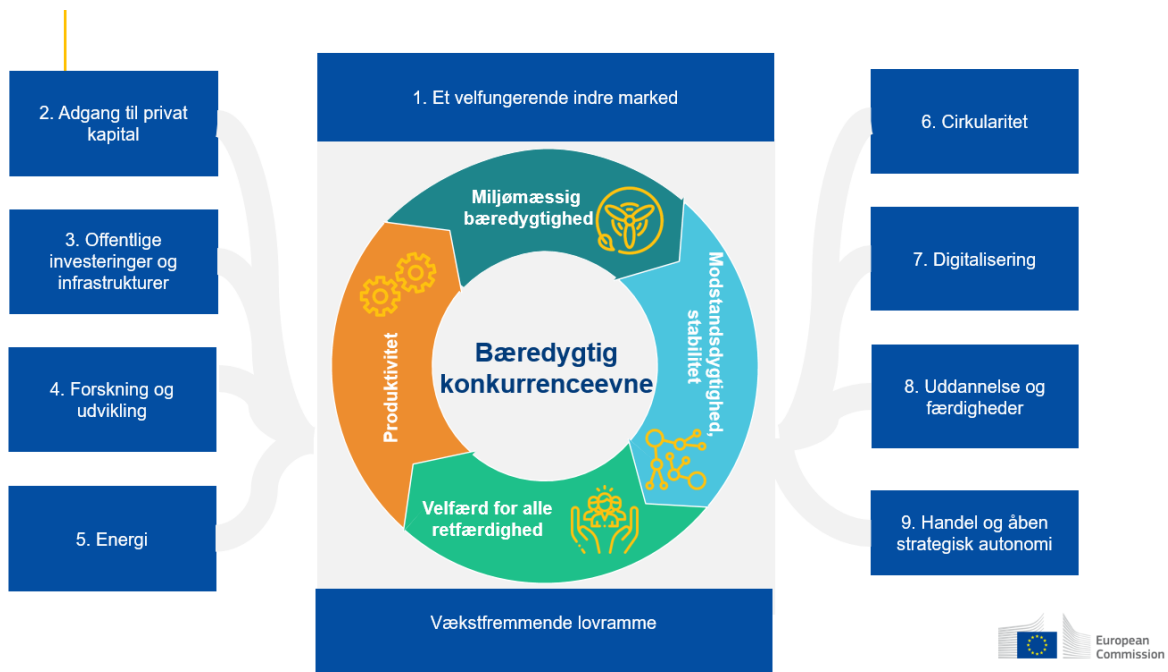 1. Et velfungerende indre marked
2. Adgang til privat
kapital
3. Offentlige
investeringer og
infrastrukturer
4. Forskning og
udvikling
5. Energi
Miljømæssig
bæredygtighed
Modstandsdygtighed,
stabilitet
Produktivitet
Bæredygtig
konkurrenceevne
Velfærd for alle
retfærdighed
6. Cirkularitet
7. Digitalisering
8. Uddannelse og
færdigheder
9. Handel og åben
strategisk autonomi
Vækstfremmende lovramme
European
Commission